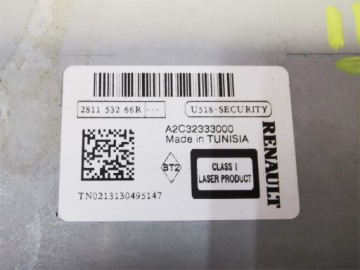 2811 532 66R ---
U518-SECURITY
A2C32333000
Made in TUNISIA
RENAULT
BT2
CLASS I
LASER PRODUCT
TN0213130495147